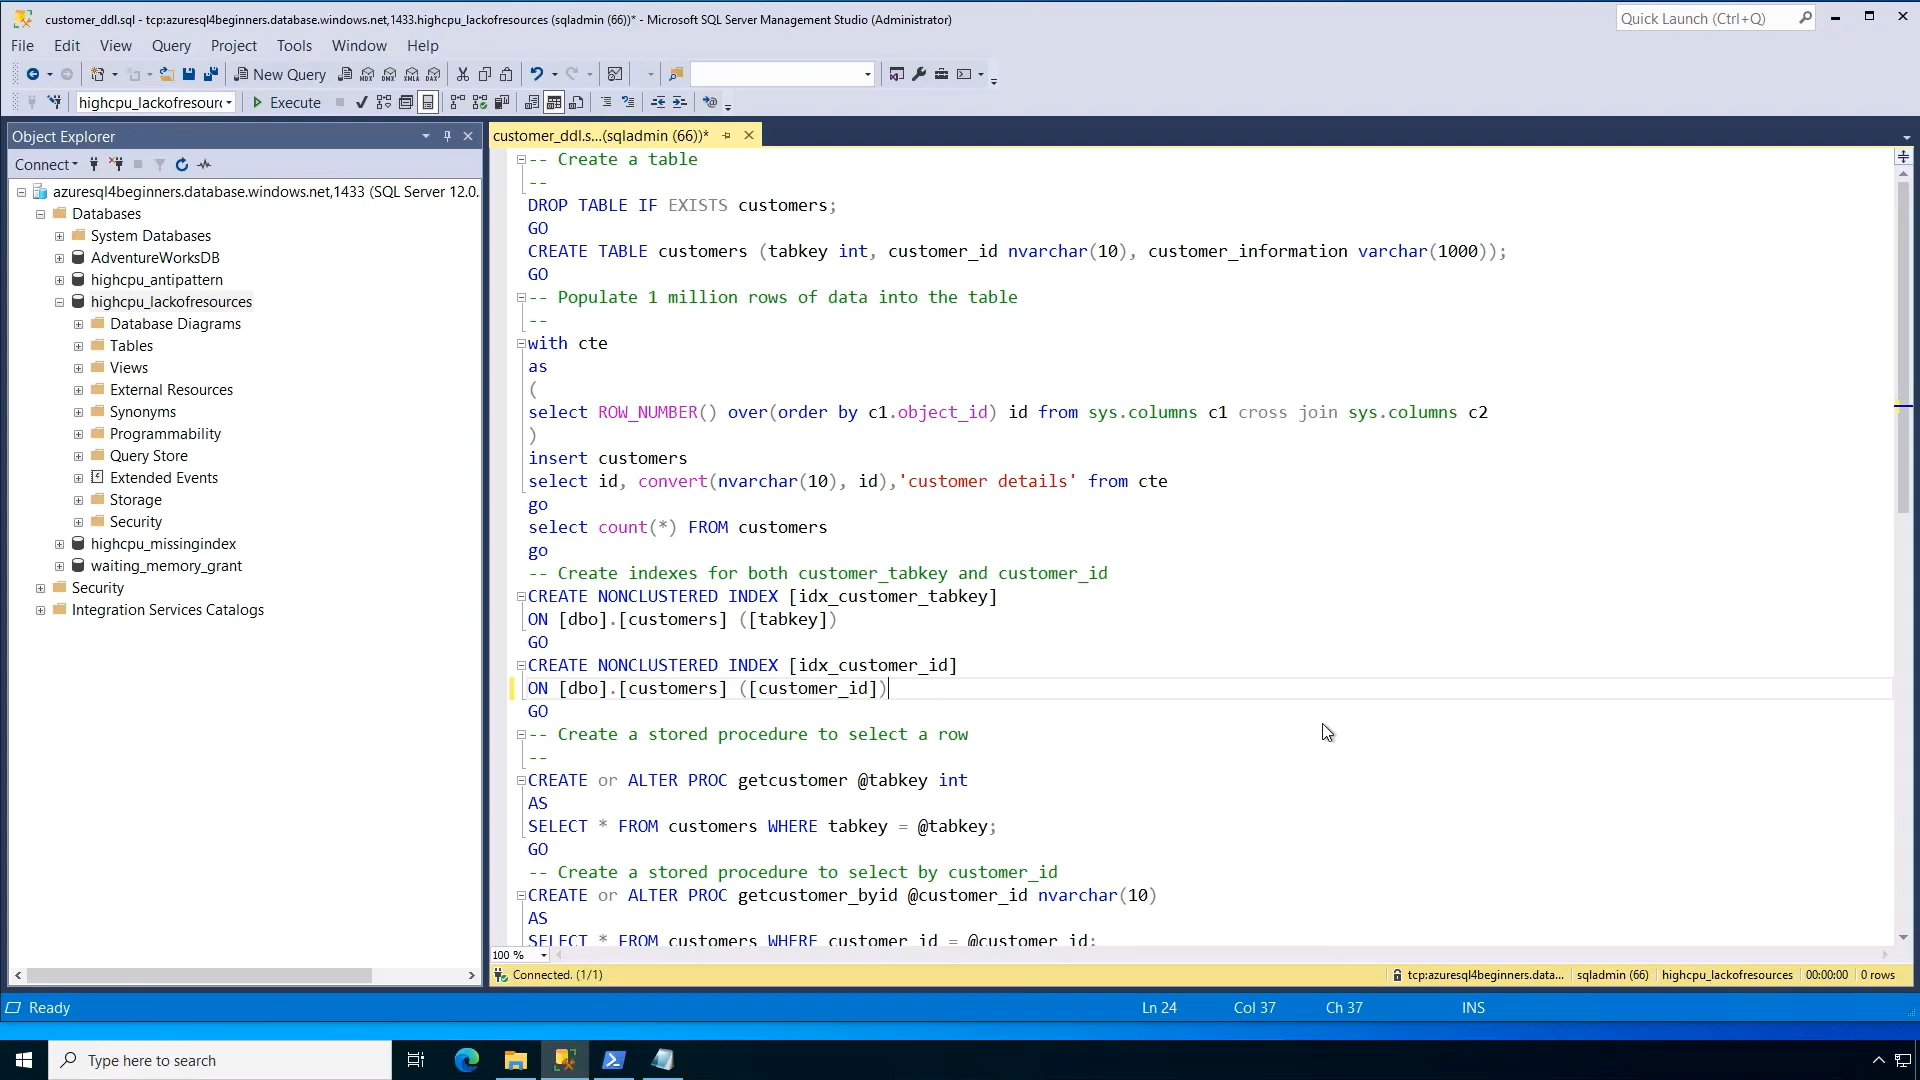 customer_ddl.sql - tcp:azuresql4beginners.database.windows.net,1433.highcpu_lackofresources (sqladmin (66))* - Microsoft SQL Server Management Studio (Administrator)
Quick Launch (Ctrl+Q)
File Edit View Query Project Tools Window Help
New Query
highcpu_lackofresourc Execute
Object Explorer
Connect
azuresql4beginners.database.windows.net,1433 (SQL Server 12.0.
Databases
System Databases
AdventureWorksDB
highcpu_antipattern
highcpu_lackofresources
Database Diagrams
Tables
Views
External Resources
Synonyms
Programmability
Query Store
Extended Events
Storage
Security
highcpu_missingindex
waiting_memory_grant
Security
Integration Services Catalogs
customer_ddl.s...(sqladmin (66))*
-- Create a table
--
DROP TABLE IF EXISTS customers;
GO
CREATE TABLE customers (tabkey int, customer_id nvarchar(10), customer_information varchar(1000));
GO
-- Populate 1 million rows of data into the table
--
with cte
as
(
select ROW_NUMBER() over(order by c1.object_id) id from sys.columns c1 cross join sys.columns c2
)
insert customers
select id, convert(nvarchar(10), id),'customer details' from cte
go
select count(*) FROM customers
go
-- Create indexes for both customer_tabkey and customer_id
CREATE NONCLUSTERED INDEX [idx_customer_tabkey]
ON [dbo].[customers] ([tabkey])
GO
CREATE NONCLUSTERED INDEX [idx_customer_id]
ON [dbo].[customers] ([customer_id])
GO
-- Create a stored procedure to select a row
--
CREATE or ALTER PROC getcustomer @tabkey int
AS
SELECT * FROM customers WHERE tabkey = @tabkey;
GO
-- Create a stored procedure to select by customer_id
CREATE or ALTER PROC getcustomer_byid @customer_id nvarchar(10)
AS
SELECT * FROM customers WHERE customer_id = @customer_id;
100 %
Connected. (1/1) tcp:azuresql4beginners.data... sqladmin (66) highcpu_lackofresources 00:00:00 0 rows
Ready Ln 24 Col 37 Ch 37 INS
Type here to search